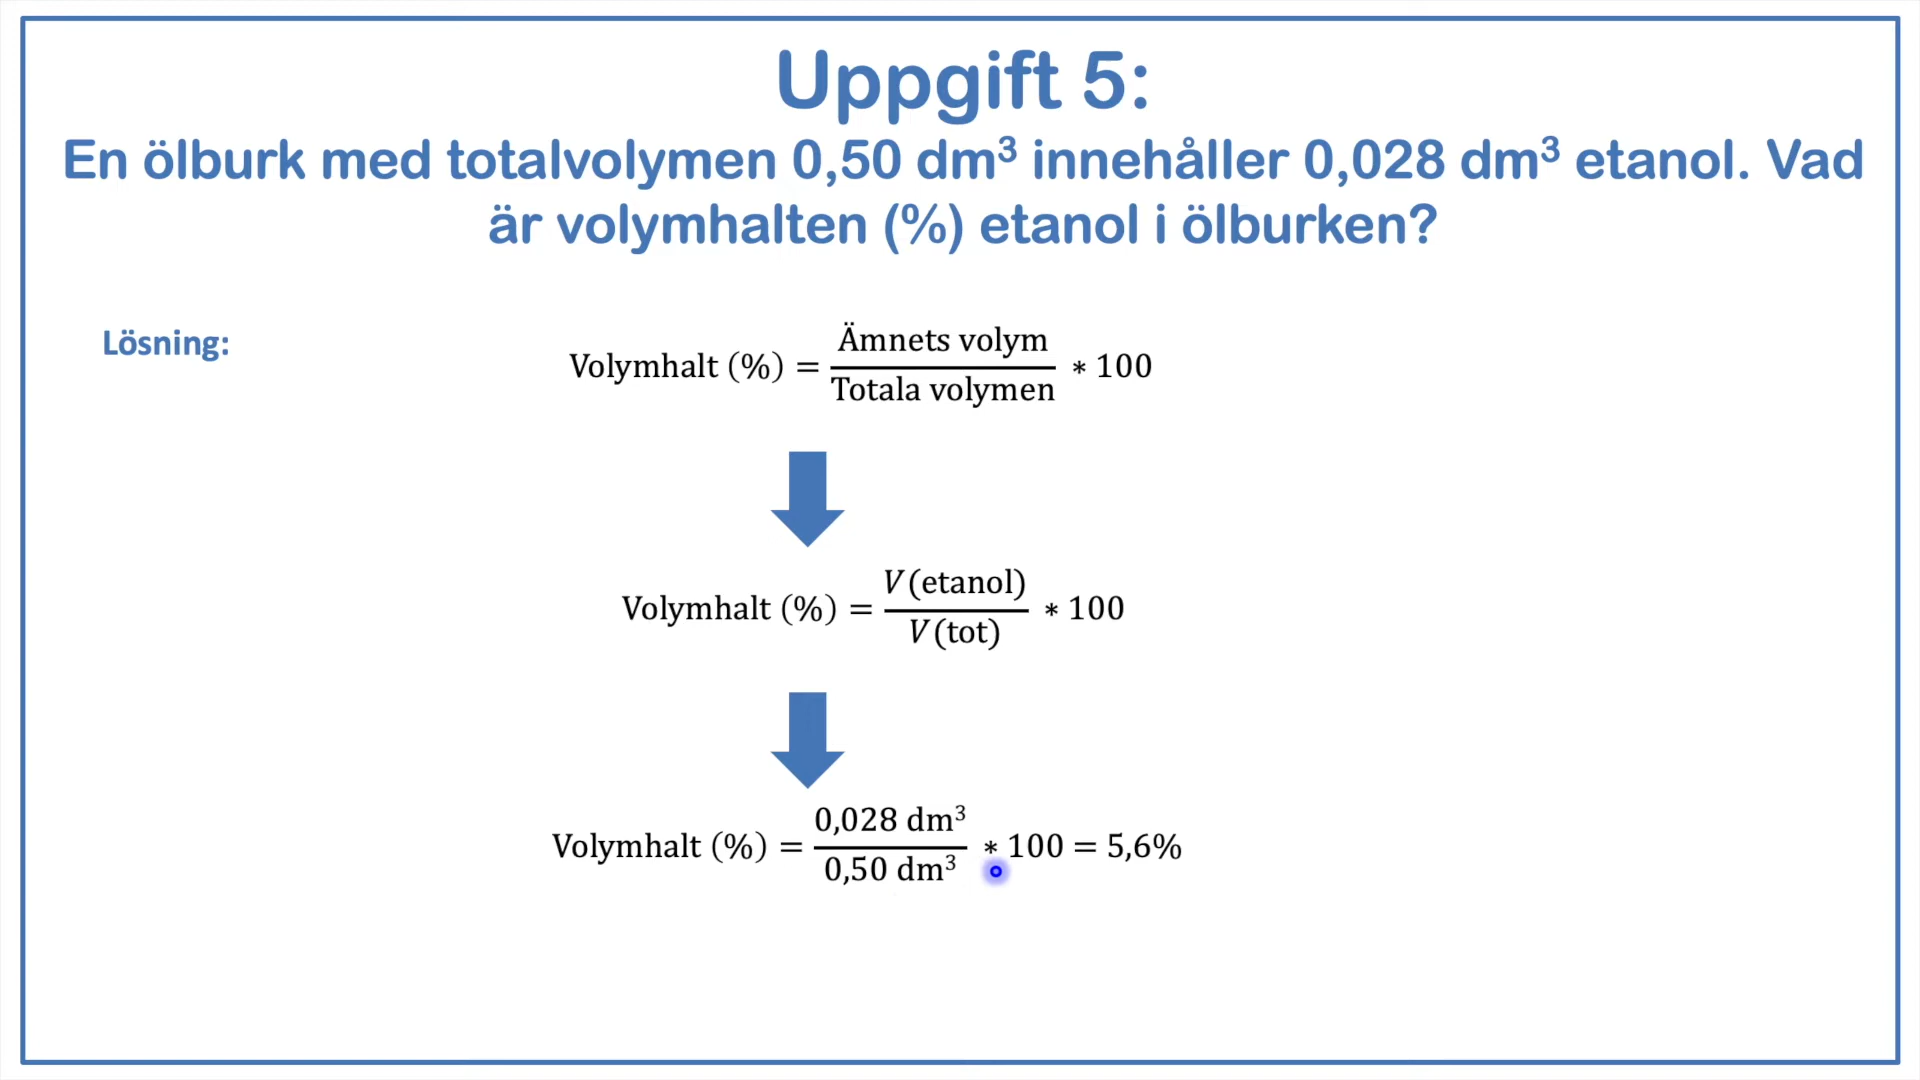 Uppgift 5:
En ölburk med totalvolymen 0,50 dm³ innehåller 0,028 dm³ etanol. Vad
är volymhalten (%) etanol i ölburken?
Lösning:
Volymhalt (%) = Ämnets volym / Totala volymen * 100
Volymhalt (%) = V(etanol) / V(tot) * 100
Volymhalt (%) = 0,028 dm³ / 0,50 dm³ * 100 = 5,6%